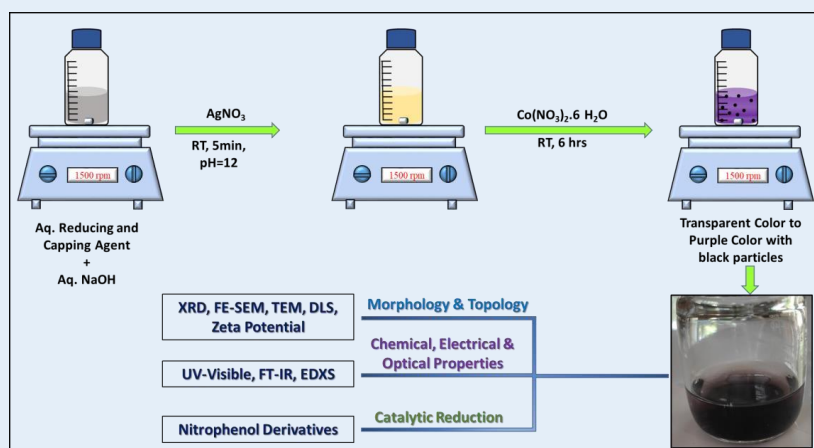 AgNO₃
RT, 5min,
pH=12
Co(NO₃)₂.6 H₂O
RT, 6 hrs
1500 rpm
1500 rpm
1500 rpm
Aq. Reducing and
Capping Agent
+
Aq. NaOH
Transparent Color to
Purple Color with
black particles
XRD, FE-SEM, TEM, DLS,
Zeta Potential
Morphology & Topology
Chemical, Electrical &
Optical Properties
UV-Visible, FT-IR, EDXS
Nitrophenol Derivatives
Catalytic Reduction